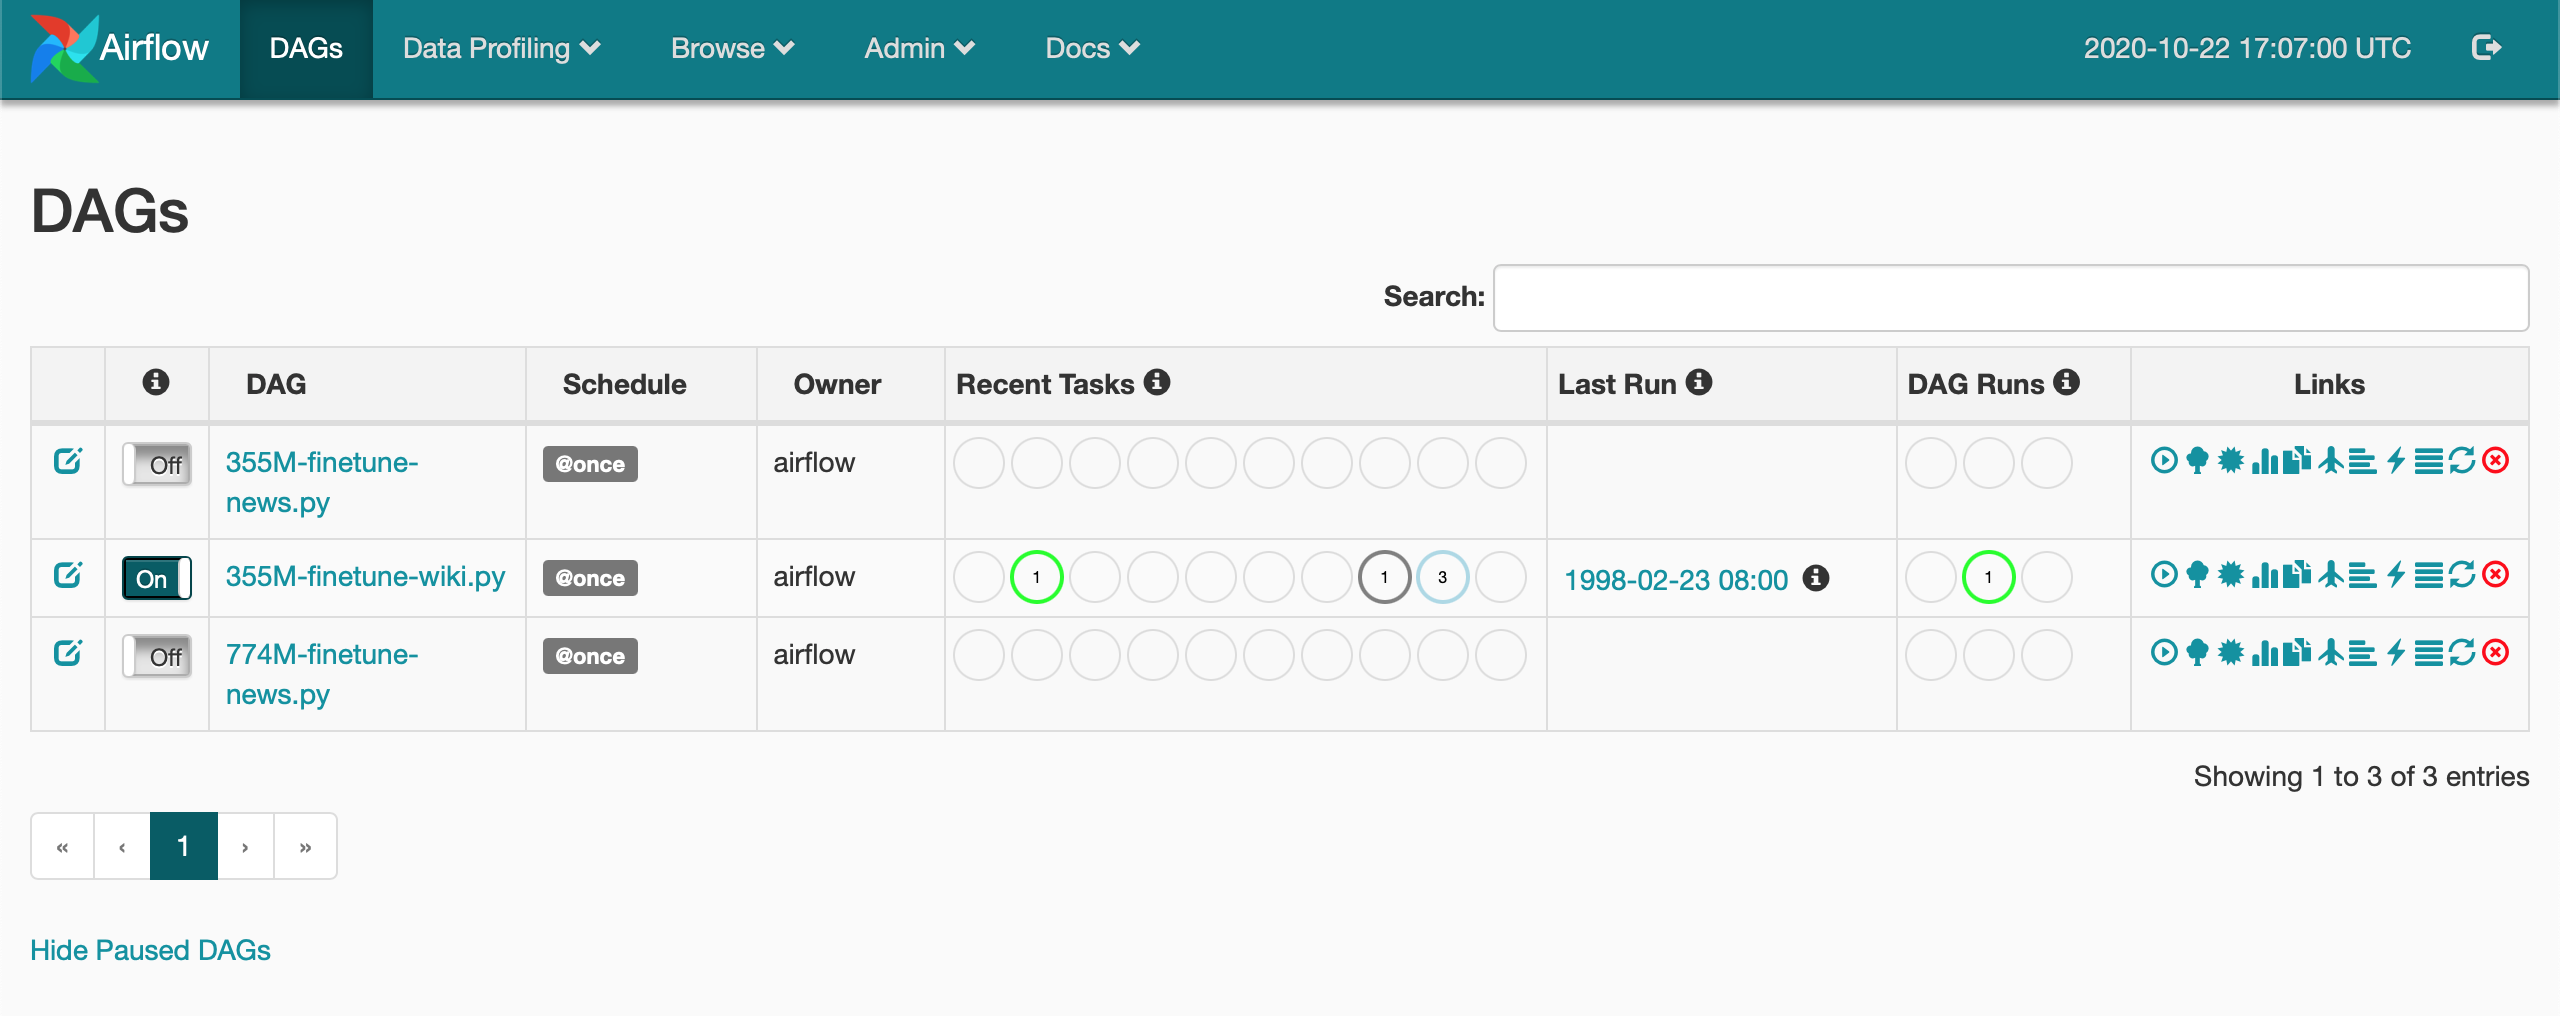 Airflow DAGs Data Profiling Browse Admin Docs 2020-10-22 17:07:00 UTC
DAGs
Search:
DAG Schedule Owner Recent Tasks Last Run DAG Runs Links
Off 355M-finetune-news.py @once airflow
On 355M-finetune-wiki.py @once airflow 1 1 3 1998-02-23 08:00 1
Off 774M-finetune-news.py @once airflow
Showing 1 to 3 of 3 entries
« ‹ 1 › »
Hide Paused DAGs